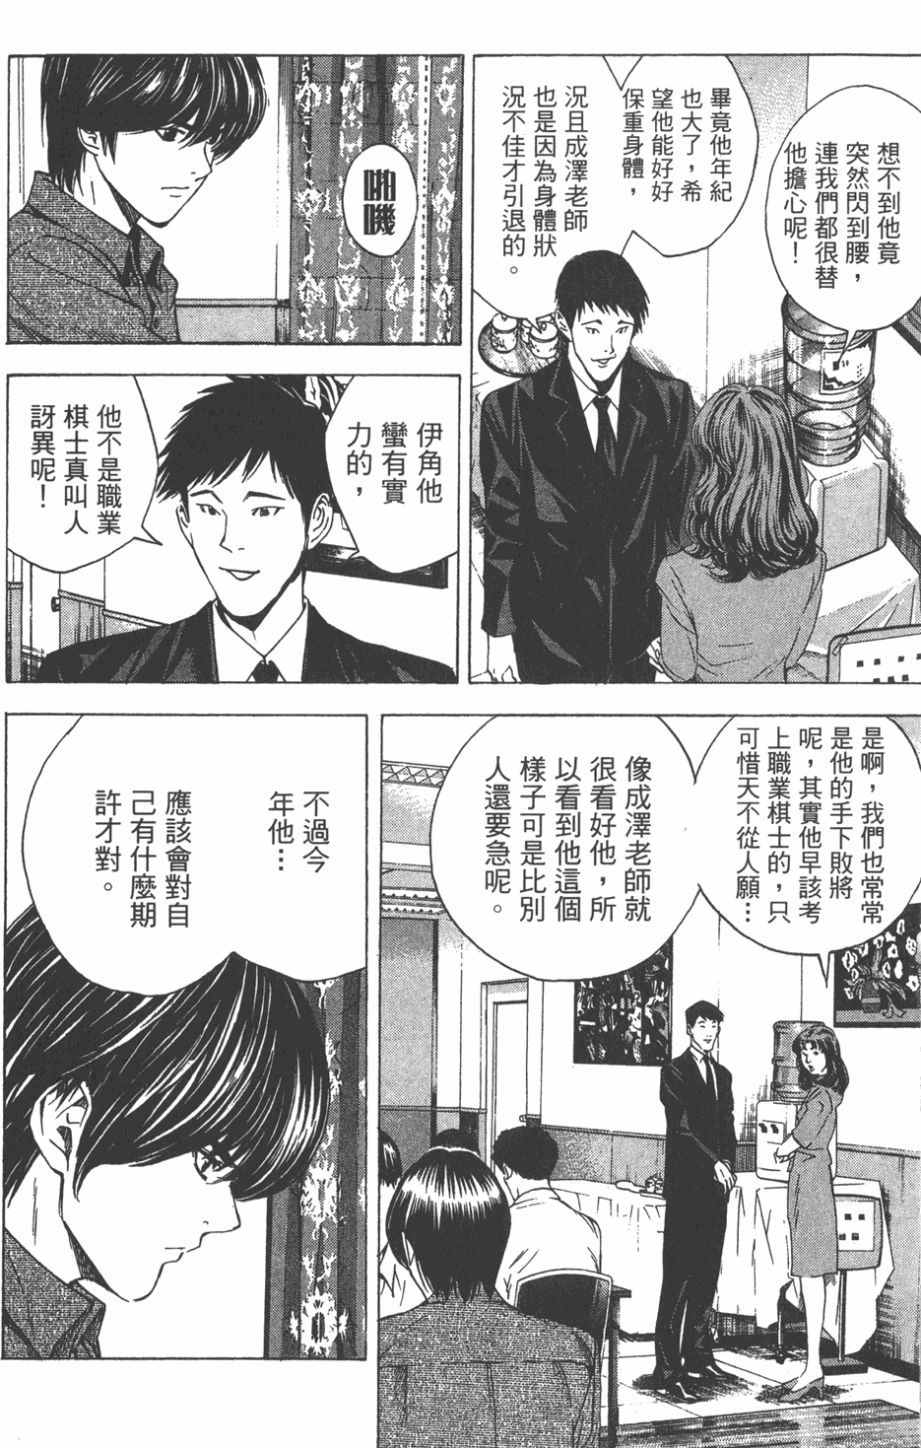 想不到他竟
突然閃到腰，
連我們都很替
他擔心呢！
畢竟他年紀
也大了，希
望他能好好
保重身體，
況且成澤老師
也是因為身體狀
況不佳才引退的。
啪嘰
伊角他
蠻有實
力的，
他不是職業
棋士真叫人
訝異呢！
是啊，我們也常常
是他的手下敗將
呢，其實他早該考
上職業棋士的，只
可惜天不從人願…
像成澤老師就
很看好他，所
以看到他這個
樣子可是比別
人還要急呢。
不過今
年他…
應該會對自
己有什麼期
許才對。